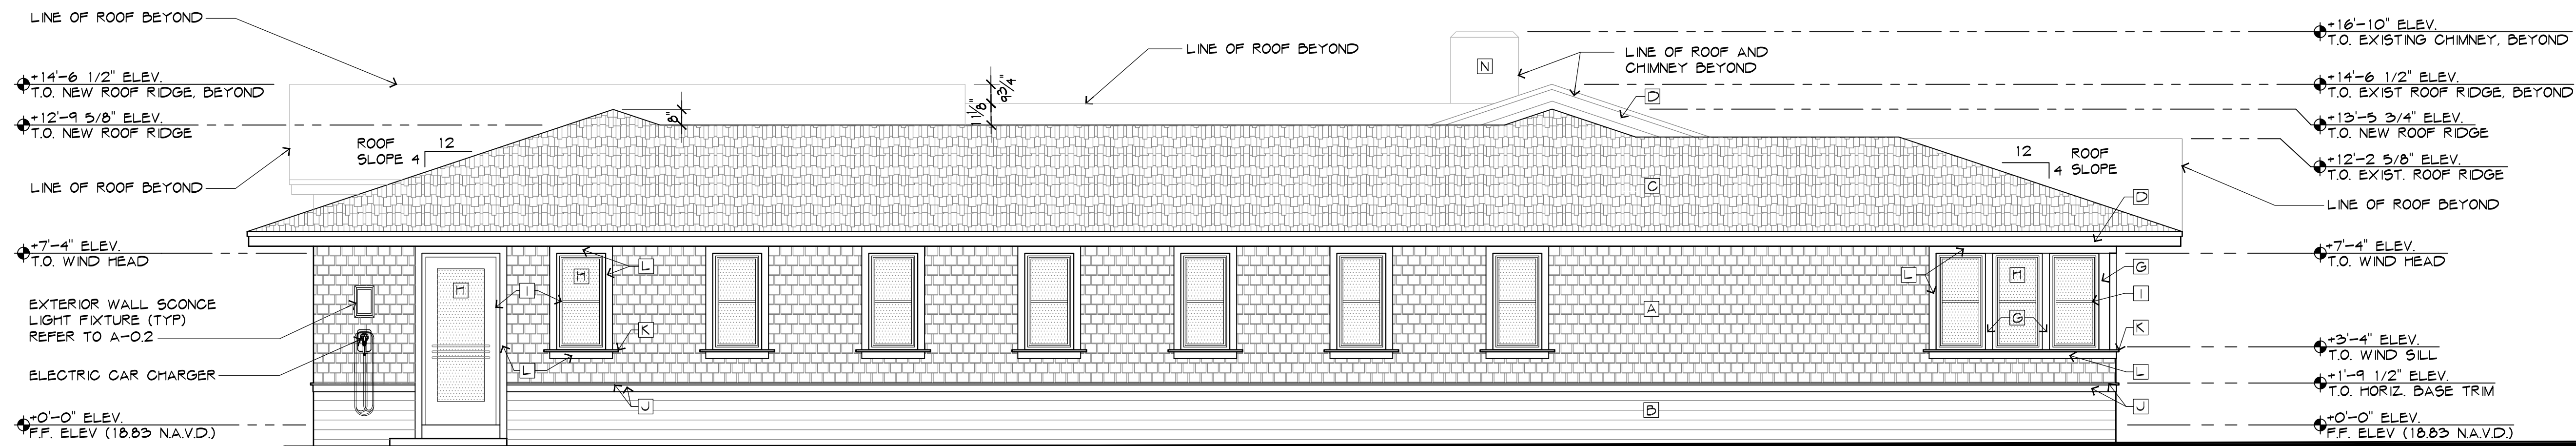 LINE OF ROOF BEYOND
+14'-6 1/2" ELEV.
T.O. NEW ROOF RIDGE, BEYOND
+12'-9 5/8" ELEV.
T.O. NEW ROOF RIDGE
LINE OF ROOF BEYOND
+7'-4" ELEV.
T.O. WIND HEAD
EXTERIOR WALL SCONCE
LIGHT FIXTURE (TYP)
REFER TO A-0.2
ELECTRIC CAR CHARGER
+0'-0" ELEV.
F.F. ELEV (18.83 N.A.V.D.)
ROOF
SLOPE 4
12
8"
9 3/4"
LINE OF ROOF BEYOND
N
LINE OF ROOF AND
CHIMNEY BEYOND
D
C
12
4
ROOF
SLOPE
D
H
I
H
L
K
L
J
A
B
L
H
G
G
I
K
L
J
+16'-10" ELEV.
T.O. EXISTING CHIMNEY, BEYOND
+14'-6 1/2" ELEV.
T.O. EXIST ROOF RIDGE, BEYOND
+13'-5 3/4" ELEV.
T.O. NEW ROOF RIDGE
+12'-2 5/8" ELEV.
T.O. EXIST. ROOF RIDGE
LINE OF ROOF BEYOND
+7'-4" ELEV.
T.O. WIND HEAD
+3'-4" ELEV.
T.O. WIND SILL
+1'-9 1/2" ELEV.
T.O. HORIZ. BASE TRIM
+0'-0" ELEV.
F.F. ELEV (18.83 N.A.V.D.)